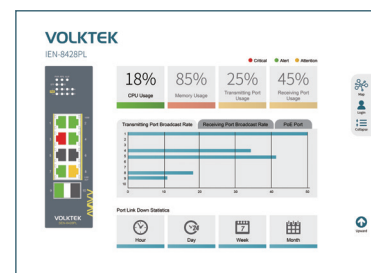 VOLKTEK
IEN-8428PL
Critical Alert Attention
18% 85% 25% 45%
CPU Usage Memory Usage Transmitting Port Usage Receiving Port Usage
Map
Login
Collapse
Transmitting Port Broadcast Rate Receiving Port Broadcast Rate PoE Port
1
2
3
4
5
6
7
8
9
10
0 10 20 30 40 50
VOLKTEK
Port Link Down Statistics
7
Hour Day Week Month
Upward